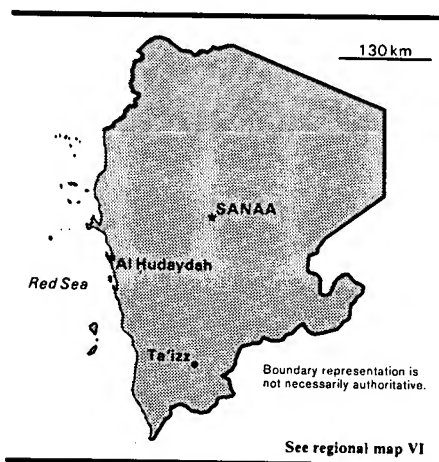 130 km
SANAA
Al Hudaydah
Red Sea
Ta'izz
Boundary representation is
not necessarily authoritative.
See regional map VI